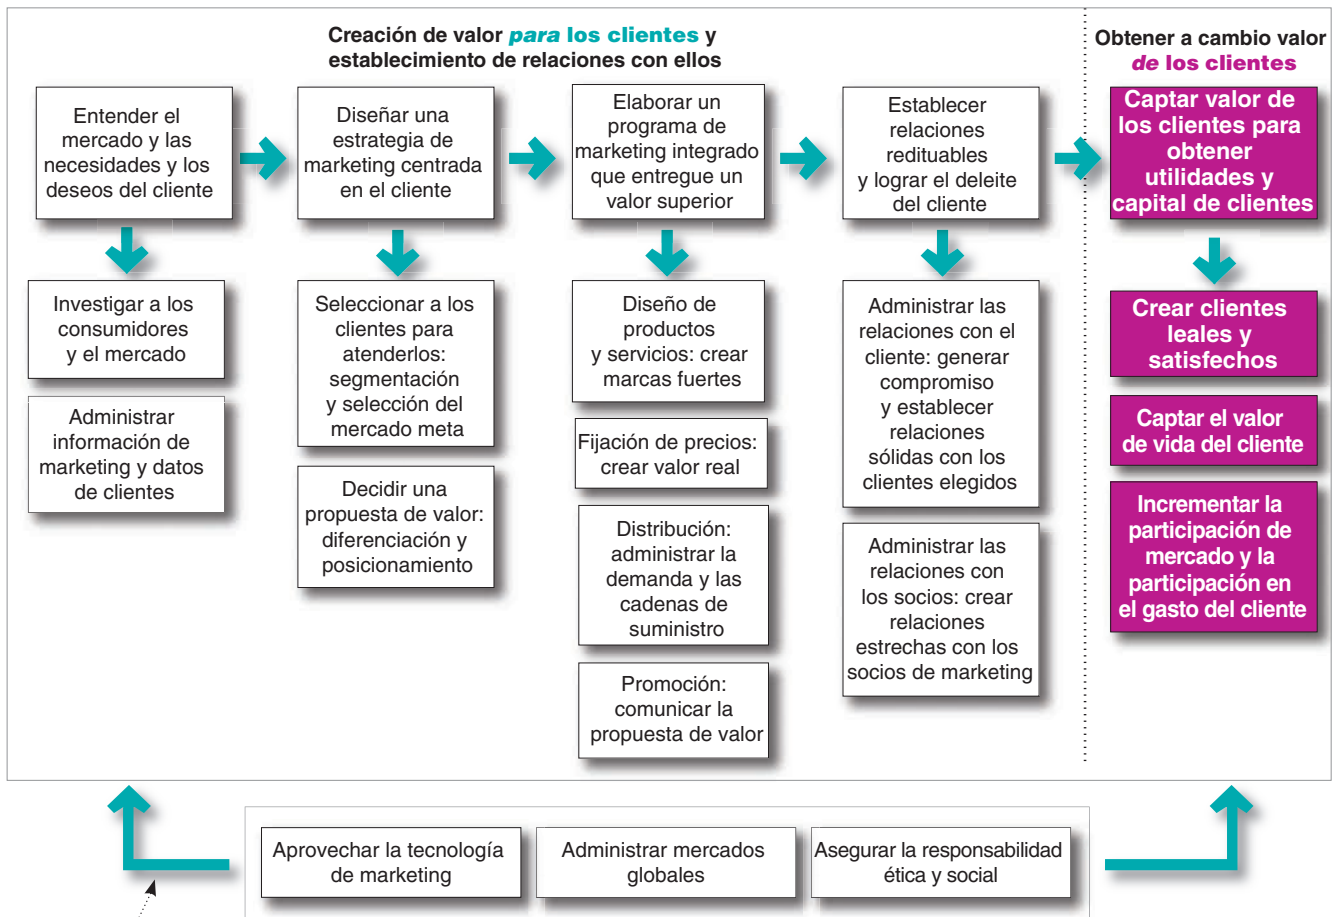 Creación de valor para los clientes y
establecimiento de relaciones con ellos
Obtener a cambio valor
de los clientes
Entender el
mercado y las
necesidades y los
deseos del cliente
Diseñar una
estrategia de
marketing centrada
en el cliente
Elaborar un
programa de
marketing integrado
que entregue un
valor superior
Establecer
relaciones
redituables
y lograr el deleite
del cliente
Captar valor de
los clientes para
obtener
utilidades y
capital de clientes
Investigar a los
consumidores
y el mercado
Administrar
información de
marketing y datos
de clientes
Seleccionar a los
clientes para
atenderlos:
segmentación
y selección del
mercado meta
Decidir una
propuesta de valor:
diferenciación y
posicionamiento
Diseño de
productos
y servicios: crear
marcas fuertes
Fijación de precios:
crear valor real
Distribución:
administrar la
demanda y las
cadenas de
suministro
Promoción:
comunicar la
propuesta de valor
Administrar las
relaciones con el
cliente: generar
compromiso
y establecer
relaciones
sólidas con los
clientes elegidos
Administrar las
relaciones con
los socios: crear
relaciones
estrechas con los
socios de marketing
Crear clientes
leales y
satisfechos
Captar el valor
de vida del cliente
Incrementar la
participación de
mercado y la
participación en
el gasto del cliente
Aprovechar la tecnología
de marketing
Administrar mercados
globales
Asegurar la responsabilidad
ética y social